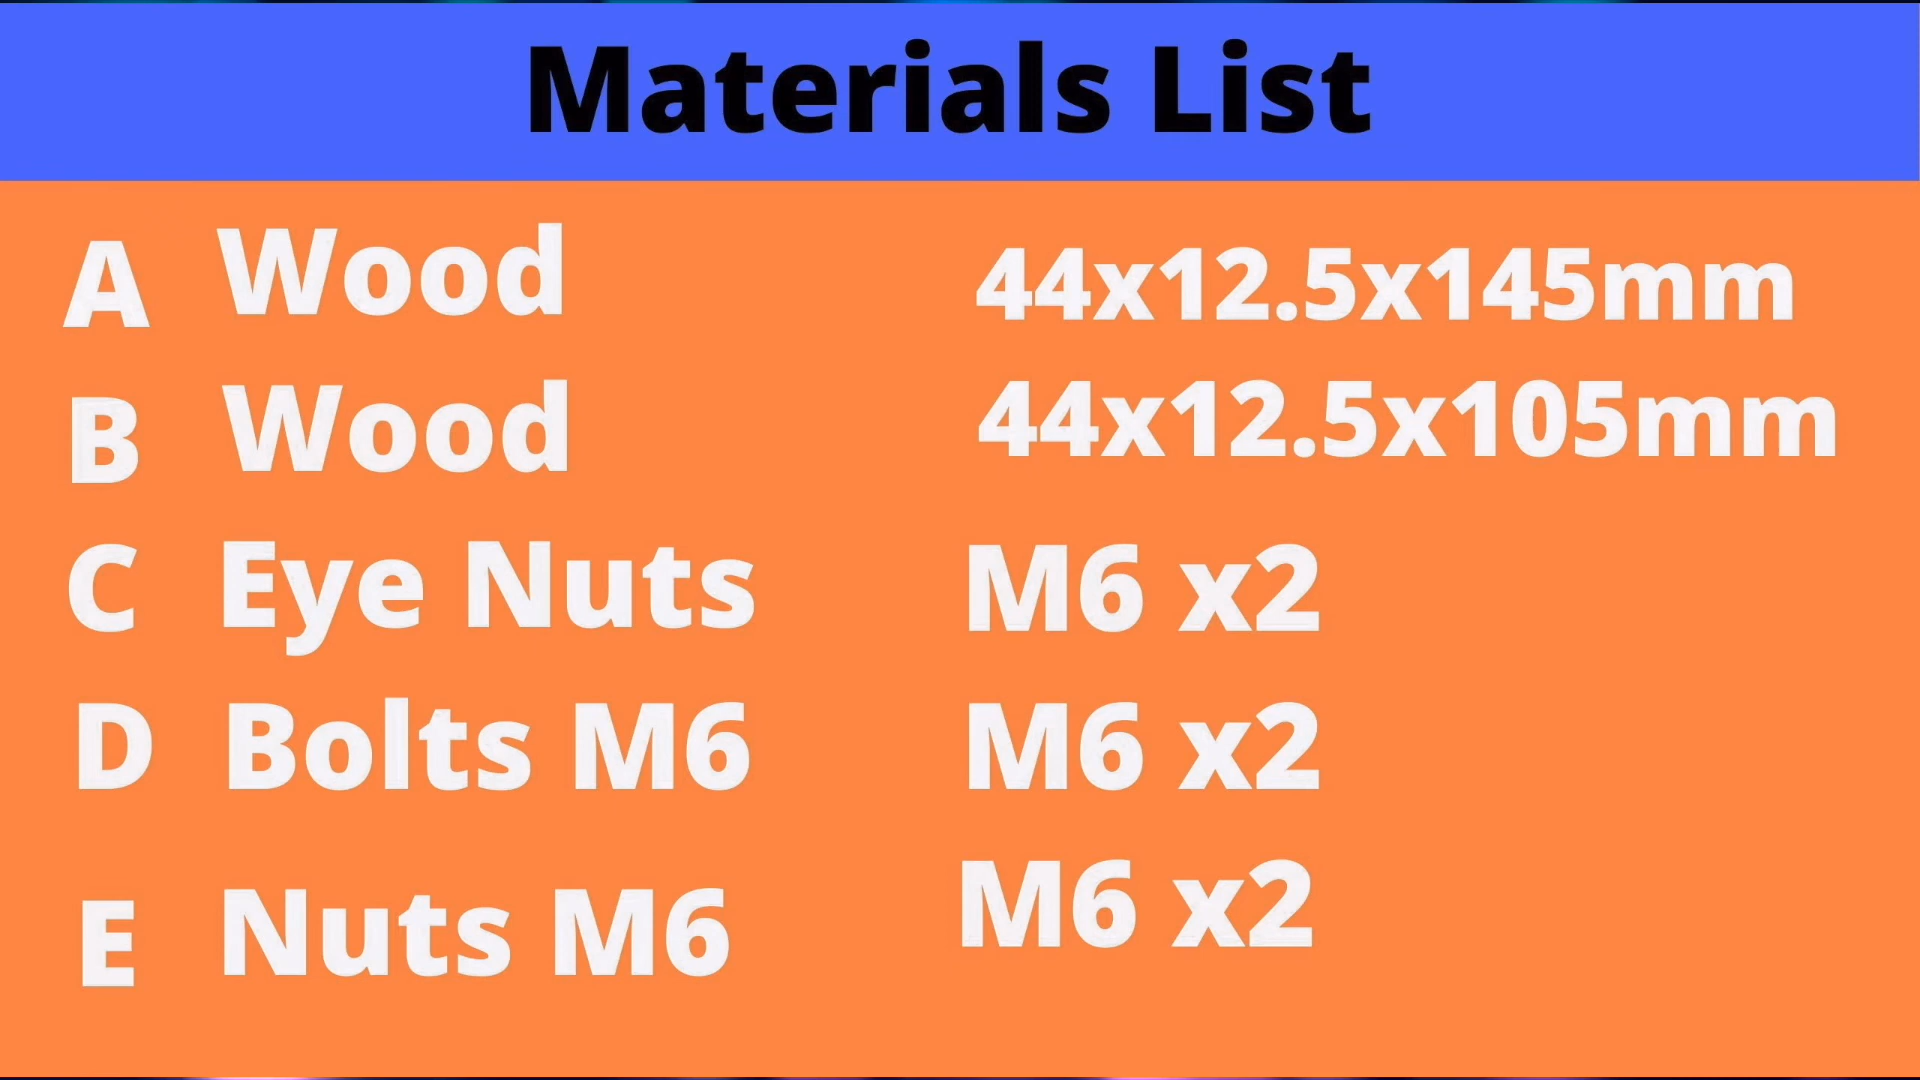 Materials List
A Wood 44x12.5x145mm
B Wood 44x12.5x105mm
C Eye Nuts M6 x2
D Bolts M6 M6 x2
E Nuts M6 M6 x2